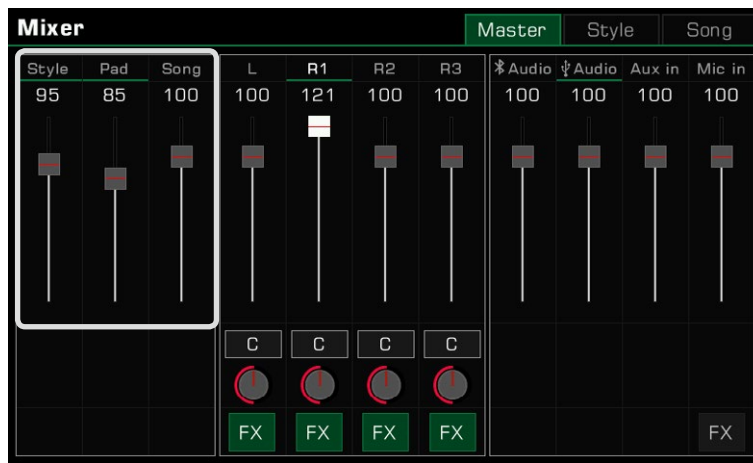 Mixer Master Style Song
Style Pad Song L R1 R2 R3 Audio Audio Aux in Mic in
95 85 100 100 121 100 100 100 100 100 100
C C C C
FX FX FX FX FX